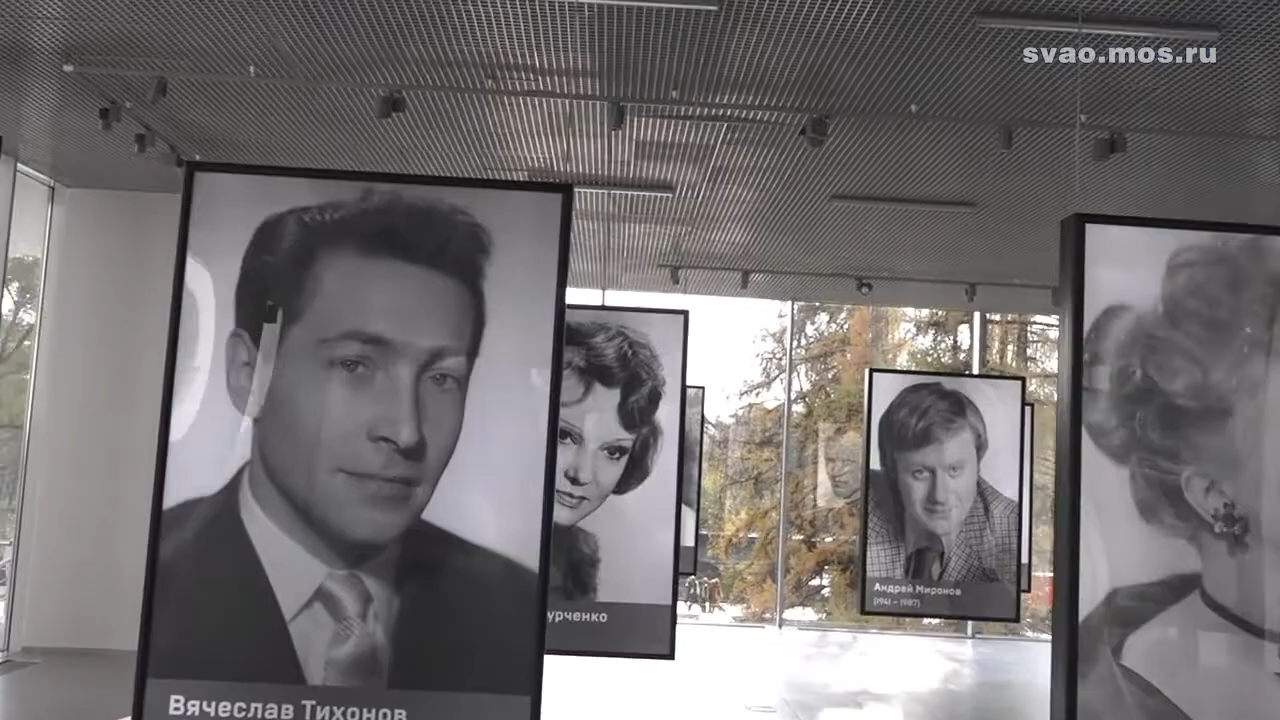 svao.mos.ru
Вячеслав Тихонов
урченко
Андрей Миронов
(1941 – 1987)